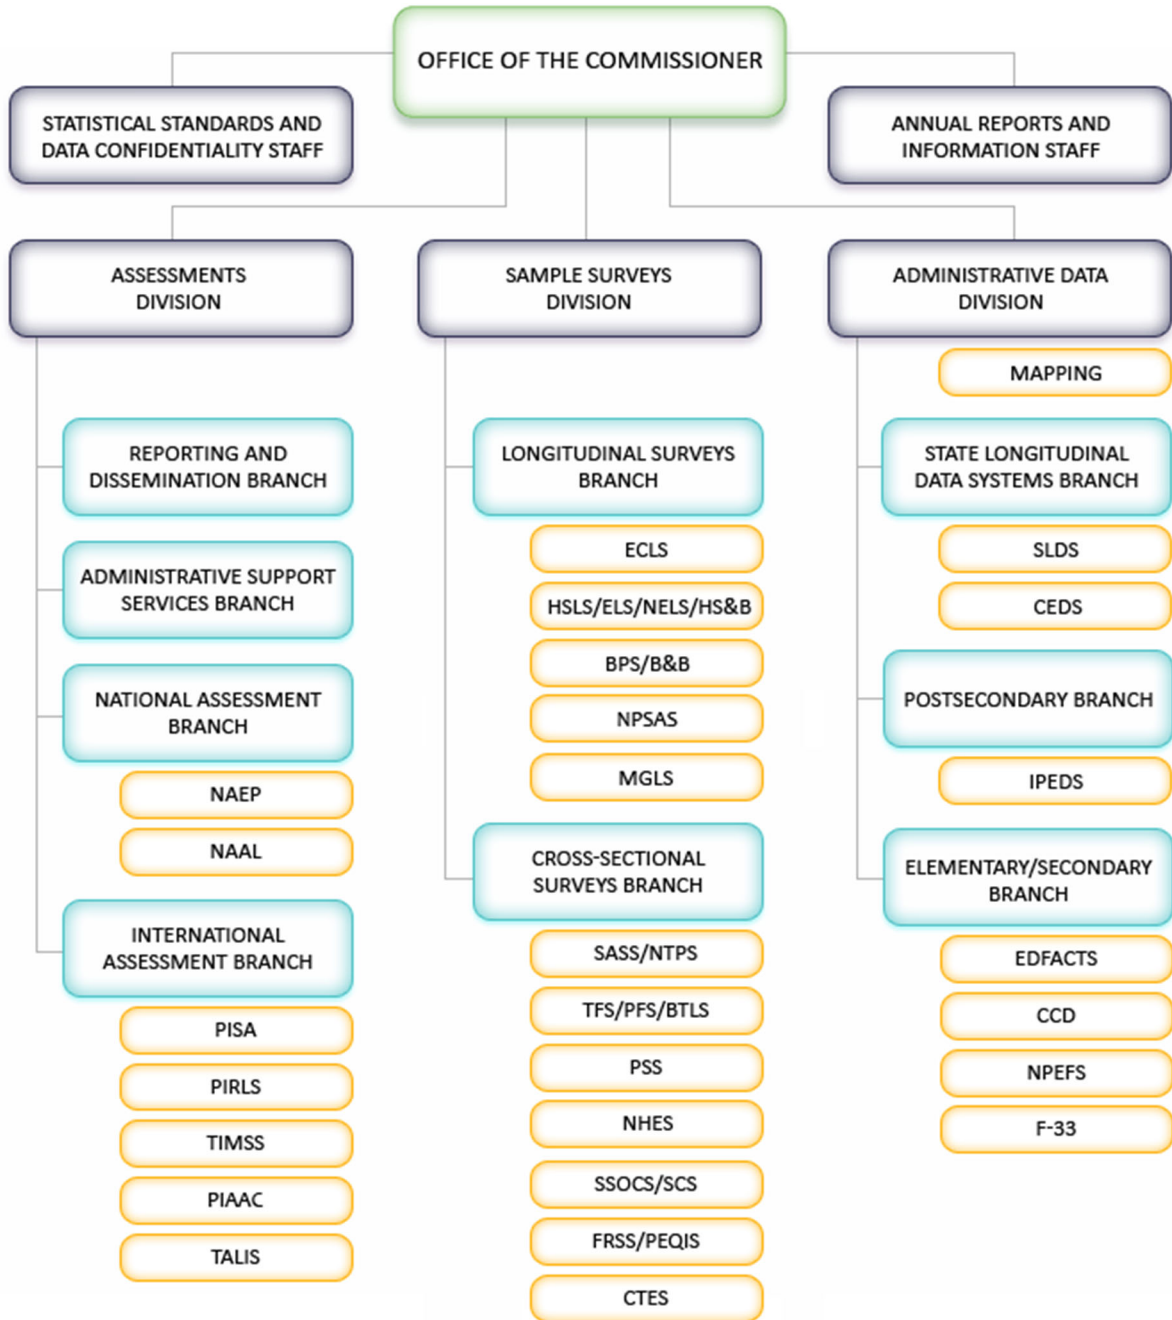 OFFICE OF THE COMMISSIONER
STATISTICAL STANDARDS AND
DATA CONFIDENTIALITY STAFF
ANNUAL REPORTS AND
INFORMATION STAFF
ASSESSMENTS
DIVISION
REPORTING AND
DISSEMINATION BRANCH
ADMINISTRATIVE SUPPORT
SERVICES BRANCH
NATIONAL ASSESSMENT
BRANCH
NAEP
NAAL
INTERNATIONAL
ASSESSMENT BRANCH
PISA
PIRLS
TIMSS
PIAAC
TALIS
SAMPLE SURVEYS
DIVISION
LONGITUDINAL SURVEYS
BRANCH
ECLS
HSLS/ELS/NELS/HS&B
BPS/B&B
NPSAS
MGLS
CROSS-SECTIONAL
SURVEYS BRANCH
SASS/NTPS
TFS/PFS/BTLS
PSS
NHES
SSOCS/SCS
FRSS/PEQIS
CTES
ADMINISTRATIVE DATA
DIVISION
MAPPING
STATE LONGITUDINAL
DATA SYSTEMS BRANCH
SLDS
CEDS
POSTSECONDARY BRANCH
IPEDS
ELEMENTARY/SECONDARY
BRANCH
EDFACTS
CCD
NPEFS
F-33